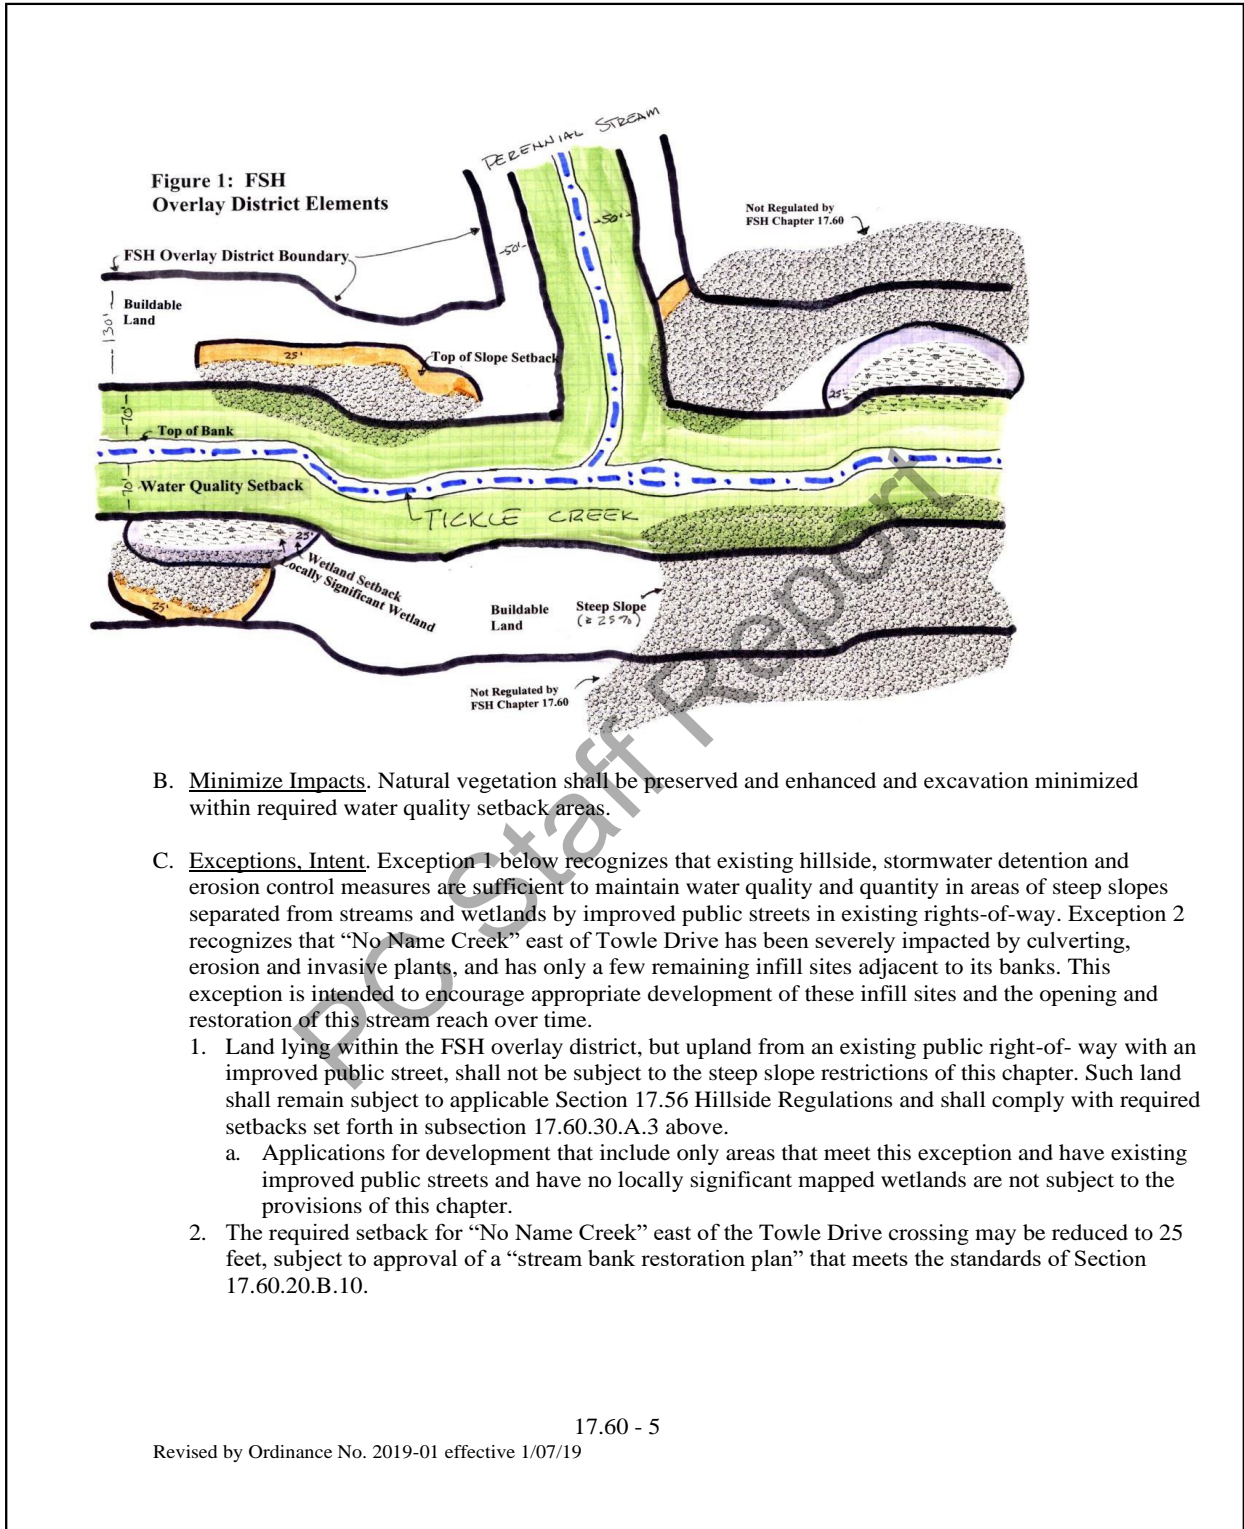 PERENNIAL STREAM
Figure 1: FSH
Overlay District Elements
Not Regulated by
FSH Chapter 17.60
-50'-
-50'-
FSH Overlay District Boundary
Buildable
Land
130'
25'
Top of Slope Setback
25'
-70'-
Top of Bank
-70'-
Water Quality Setback
TICKLE CREEK
25'
Wetland Setback
Locally Significant Wetland
25'
Buildable
Land
Steep Slope
(≥ 25%)
Not Regulated by
FSH Chapter 17.60
PC Staff Report
B. Minimize Impacts. Natural vegetation shall be preserved and enhanced and excavation minimized
within required water quality setback areas.
C. Exceptions, Intent. Exception 1 below recognizes that existing hillside, stormwater detention and
erosion control measures are sufficient to maintain water quality and quantity in areas of steep slopes
separated from streams and wetlands by improved public streets in existing rights-of-way. Exception 2
recognizes that “No Name Creek” east of Towle Drive has been severely impacted by culverting,
erosion and invasive plants, and has only a few remaining infill sites adjacent to its banks. This
exception is intended to encourage appropriate development of these infill sites and the opening and
restoration of this stream reach over time.
1. Land lying within the FSH overlay district, but upland from an existing public right-of- way with an
improved public street, shall not be subject to the steep slope restrictions of this chapter. Such land
shall remain subject to applicable Section 17.56 Hillside Regulations and shall comply with required
setbacks set forth in subsection 17.60.30.A.3 above.
a. Applications for development that include only areas that meet this exception and have existing
improved public streets and have no locally significant mapped wetlands are not subject to the
provisions of this chapter.
2. The required setback for “No Name Creek” east of the Towle Drive crossing may be reduced to 25
feet, subject to approval of a “stream bank restoration plan” that meets the standards of Section
17.60.20.B.10.
17.60 - 5
Revised by Ordinance No. 2019-01 effective 1/07/19